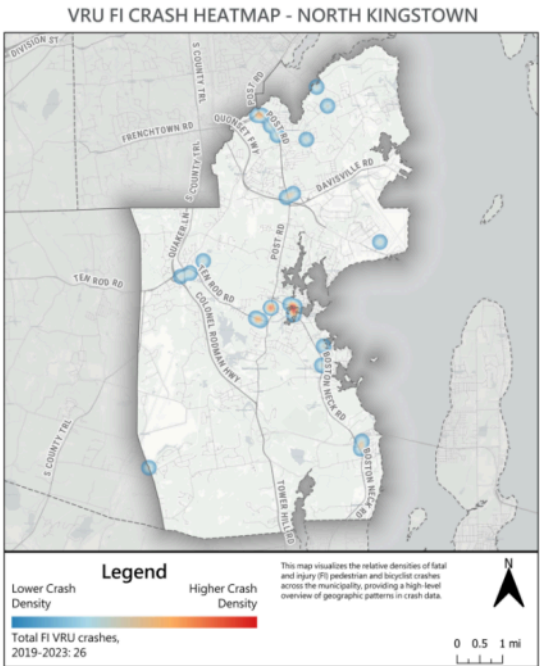 VRU FI CRASH HEATMAP - NORTH KINGSTOWN
DIVISION ST
S COUNTY TRL
POST RD
FRENCHTOWN RD
QUONSET FWY
POST RD
S COUNTY TRL
DAVISVILLE RD
QUAKER LN
POST RD
TEN ROD RD
TEN ROD RD
COLONEL RODMAN HWY
BOSTON NECK RD
S COUNTY TRL
BOSTON NECK RD
TOWER HILL RD
Legend
Lower Crash
Density
Higher Crash
Density
Total FI VRU crashes,
2019-2023: 26
This map visualizes the relative densities of fatal
and injury (FI) pedestrian and bicyclist crashes
across the municipality, providing a high-level
overview of geographic patterns in crash data.
N
0 0.5 1 mi